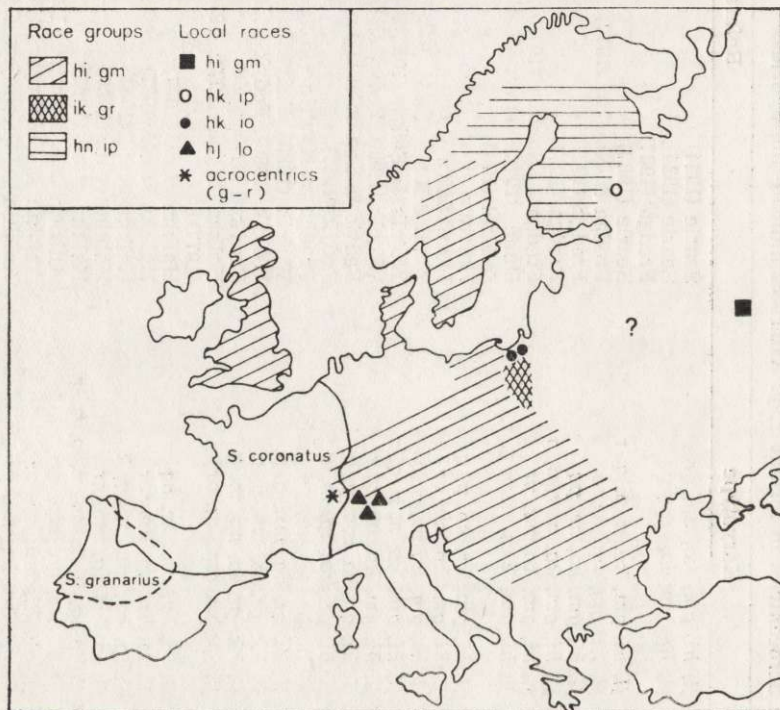 Race groups
hi, gm
ik, gr
hn, ip
Local races
hi, gm
hk, ip
hk, io
hj, lo
acrocentrics
(g-r)
?
S. coronatus
S. granarius